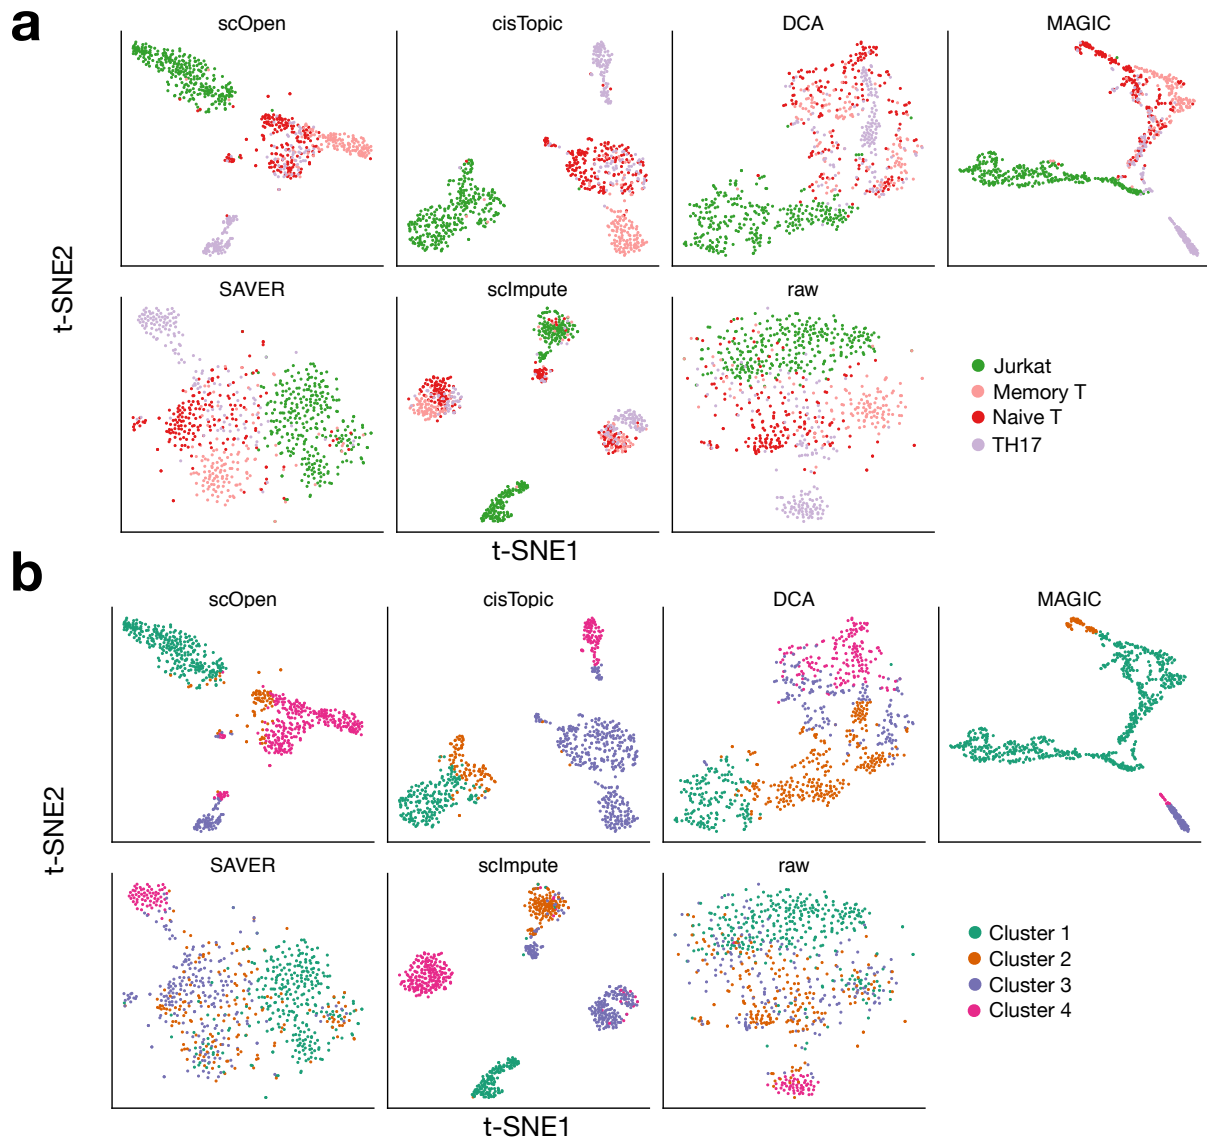 a
scOpen
cisTopic
DCA
MAGIC
t-SNE2
SAVER
scImpute
raw
Jurkat
Memory T
Naive T
TH17
t-SNE1
b
scOpen
cisTopic
DCA
MAGIC
t-SNE2
SAVER
scImpute
raw
Cluster 1
Cluster 2
Cluster 3
Cluster 4
t-SNE1